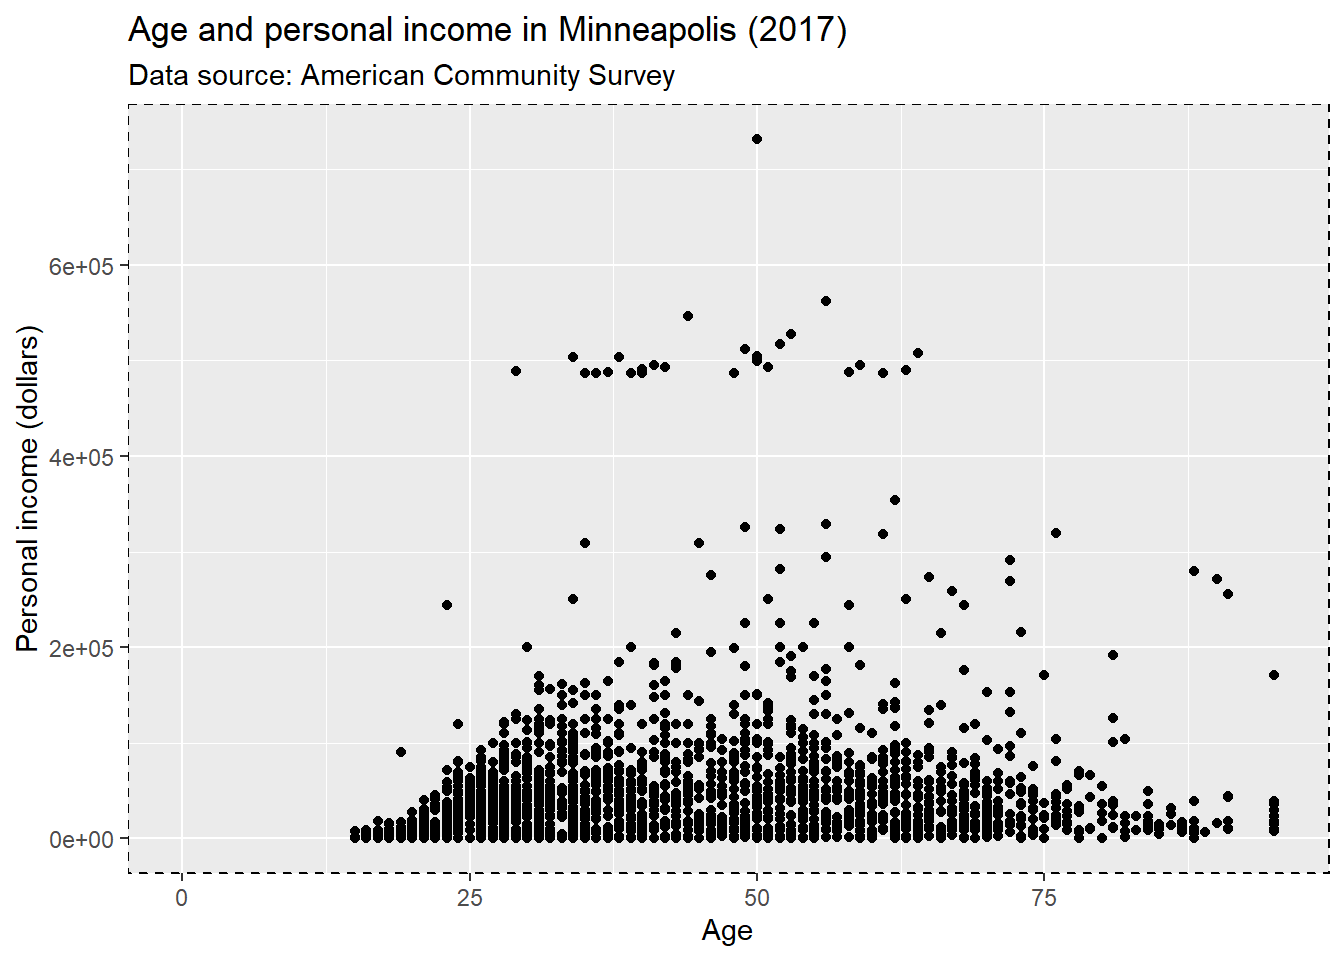 Age and personal income in Minneapolis (2017)
Data source: American Community Survey
Personal income (dollars)
6e+05
4e+05
2e+05
0e+00
0
25
50
75
Age